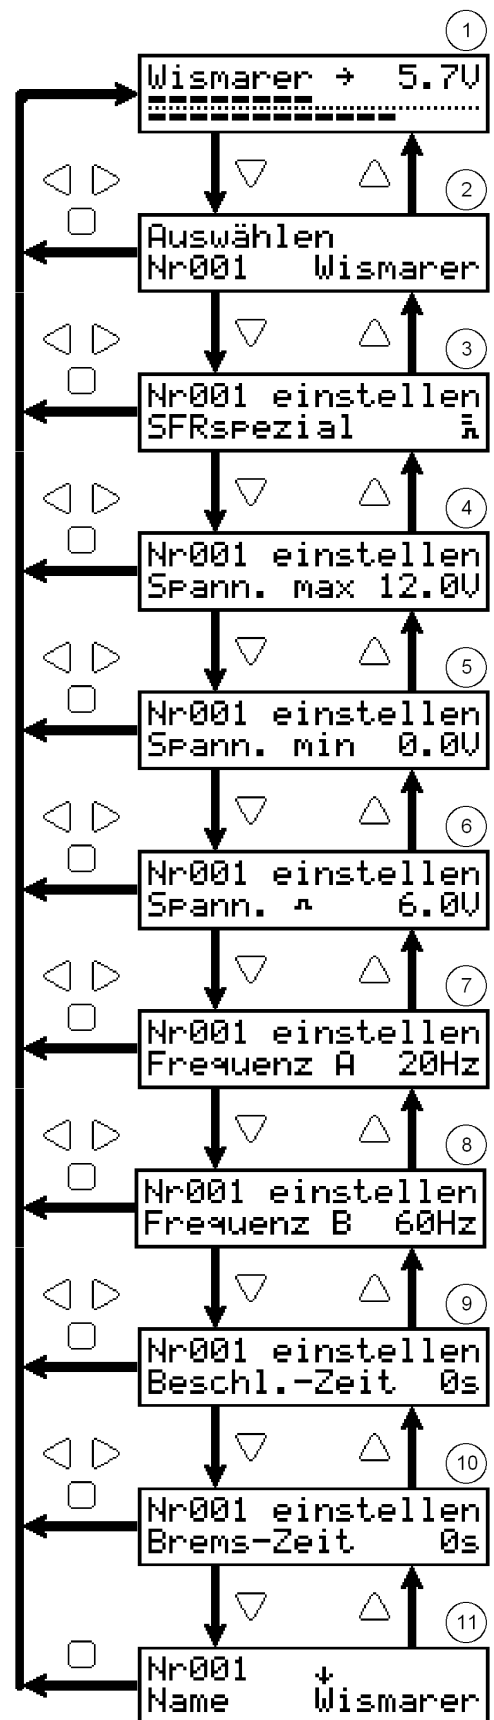 1
Wismarer → 5.7V
2
Auswählen
Nr001 Wismarer
3
Nr001 einstellen
SFRspezial
4
Nr001 einstellen
Spann. max 12.0V
5
Nr001 einstellen
Spann. min 0.0V
6
Nr001 einstellen
Spann. 6.0V
7
Nr001 einstellen
Frequenz A 20Hz
8
Nr001 einstellen
Frequenz B 60Hz
9
Nr001 einstellen
Beschl.-Zeit 0s
10
Nr001 einstellen
Brems-Zeit 0s
11
Nr001 ↓
Name Wismarer